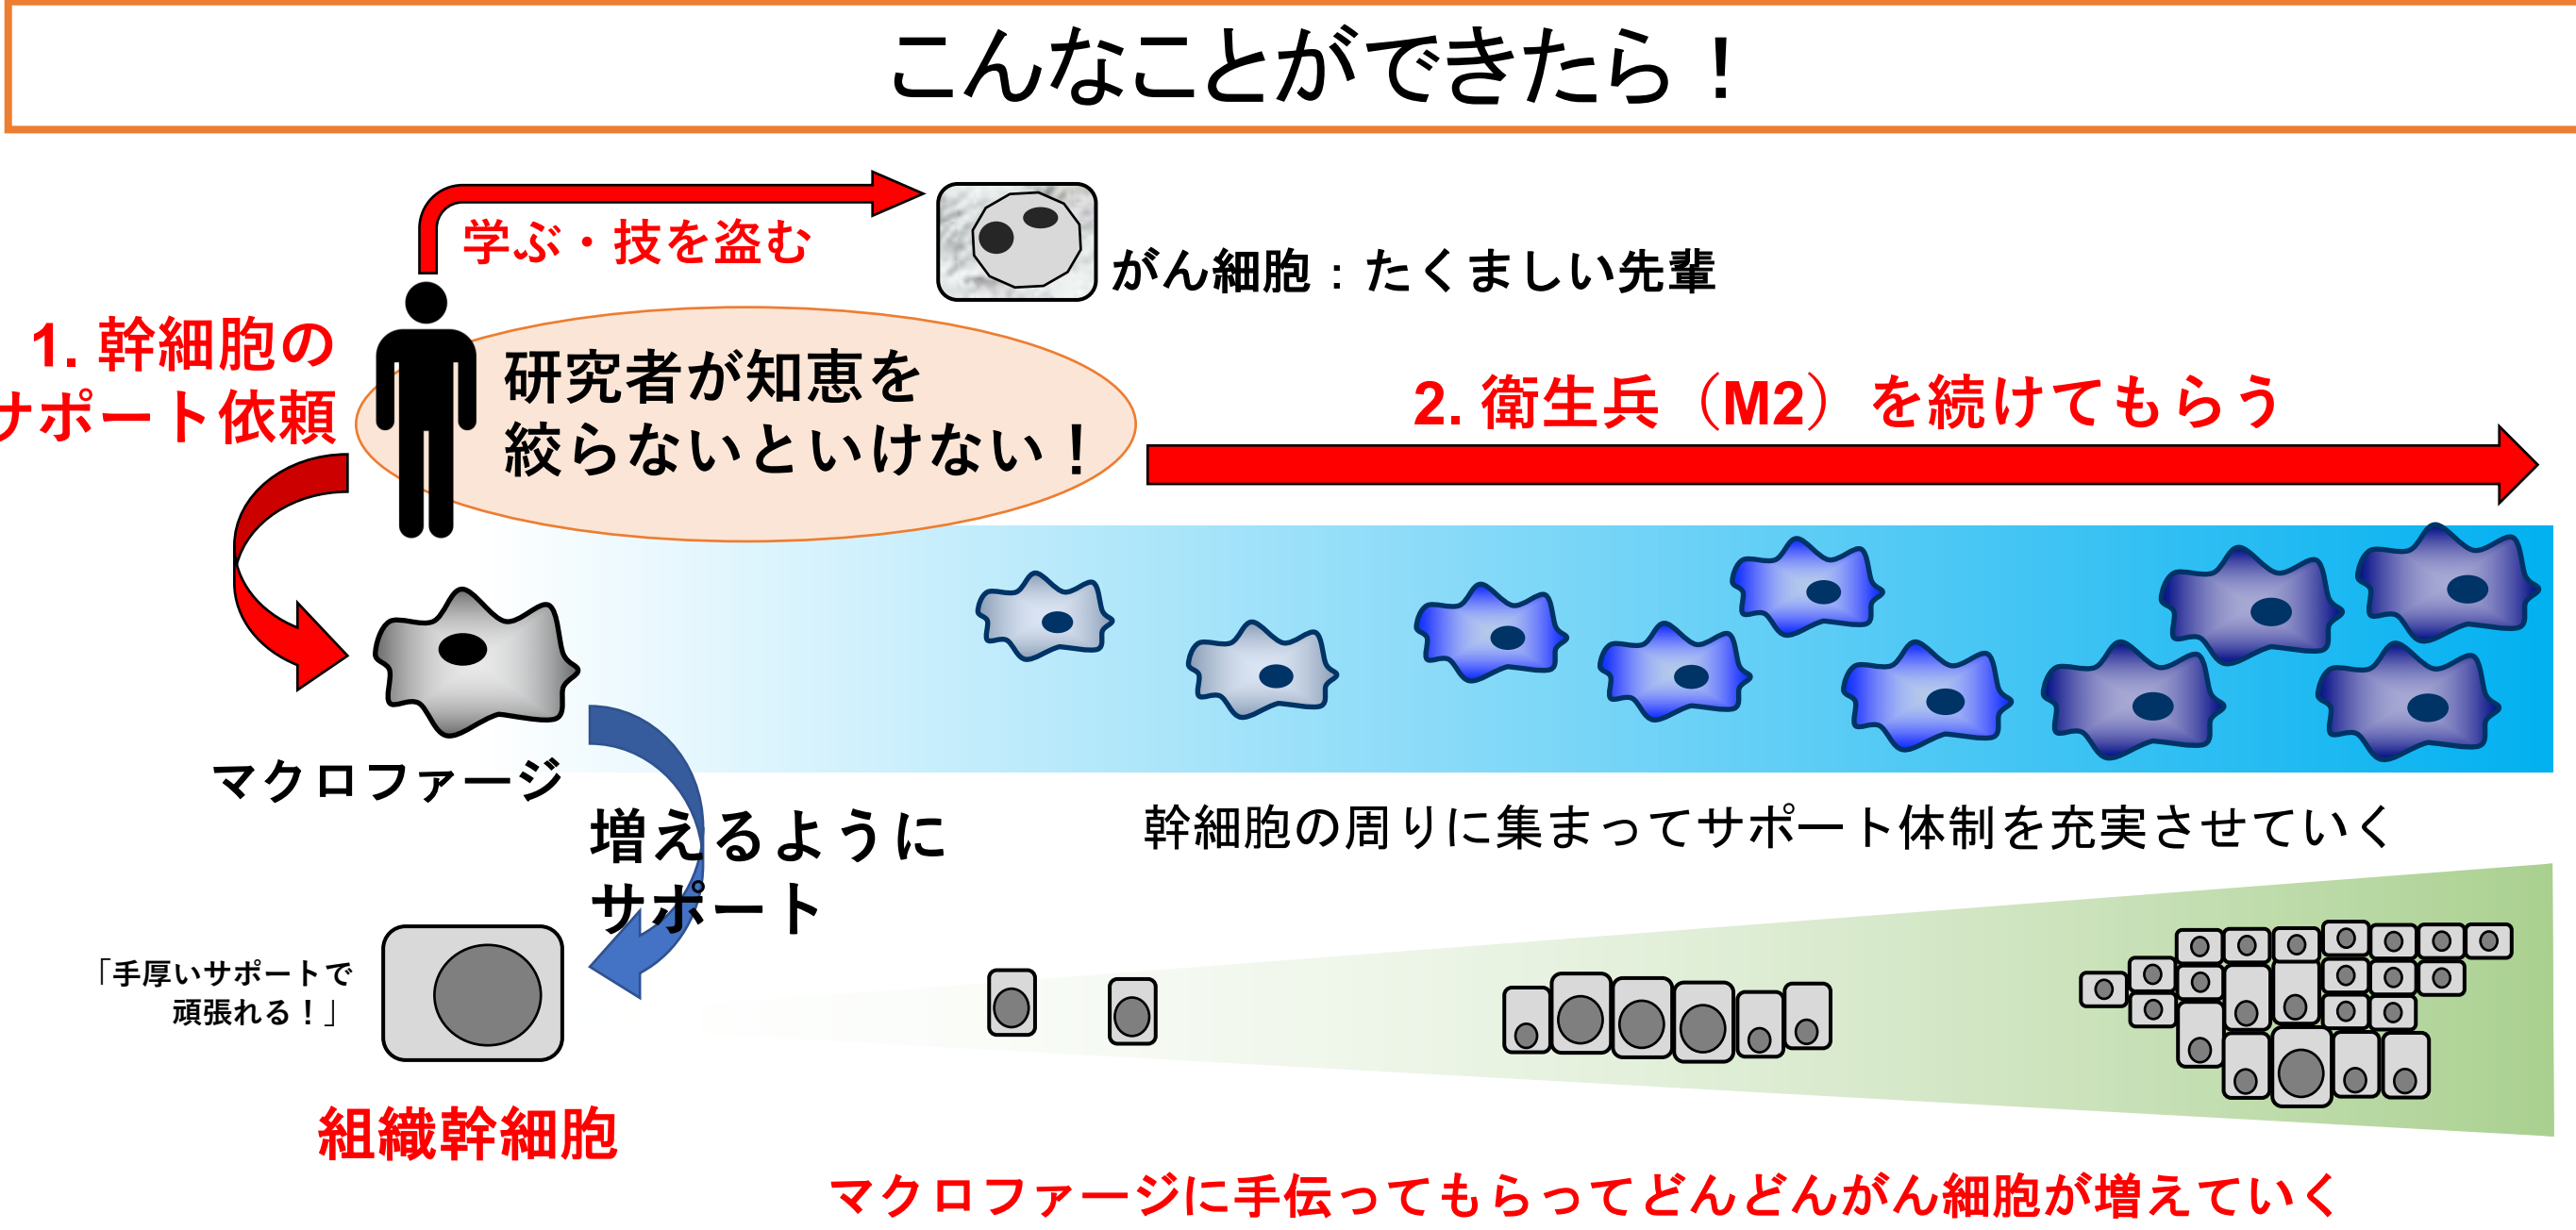 こんなことができたら！
学ぶ・技を盗む
がん細胞：たくましい先輩
1. 幹細胞の
サポート依頼
研究者が知恵を
絞らないといけない！
2. 衛生兵（M2）を続けてもらう
マクロファージ
増えるように
サポート
幹細胞の周りに集まってサポート体制を充実させていく
「手厚いサポートで
頑張れる！」
組織幹細胞
マクロファージに手伝ってもらってどんどんがん細胞が増えていく